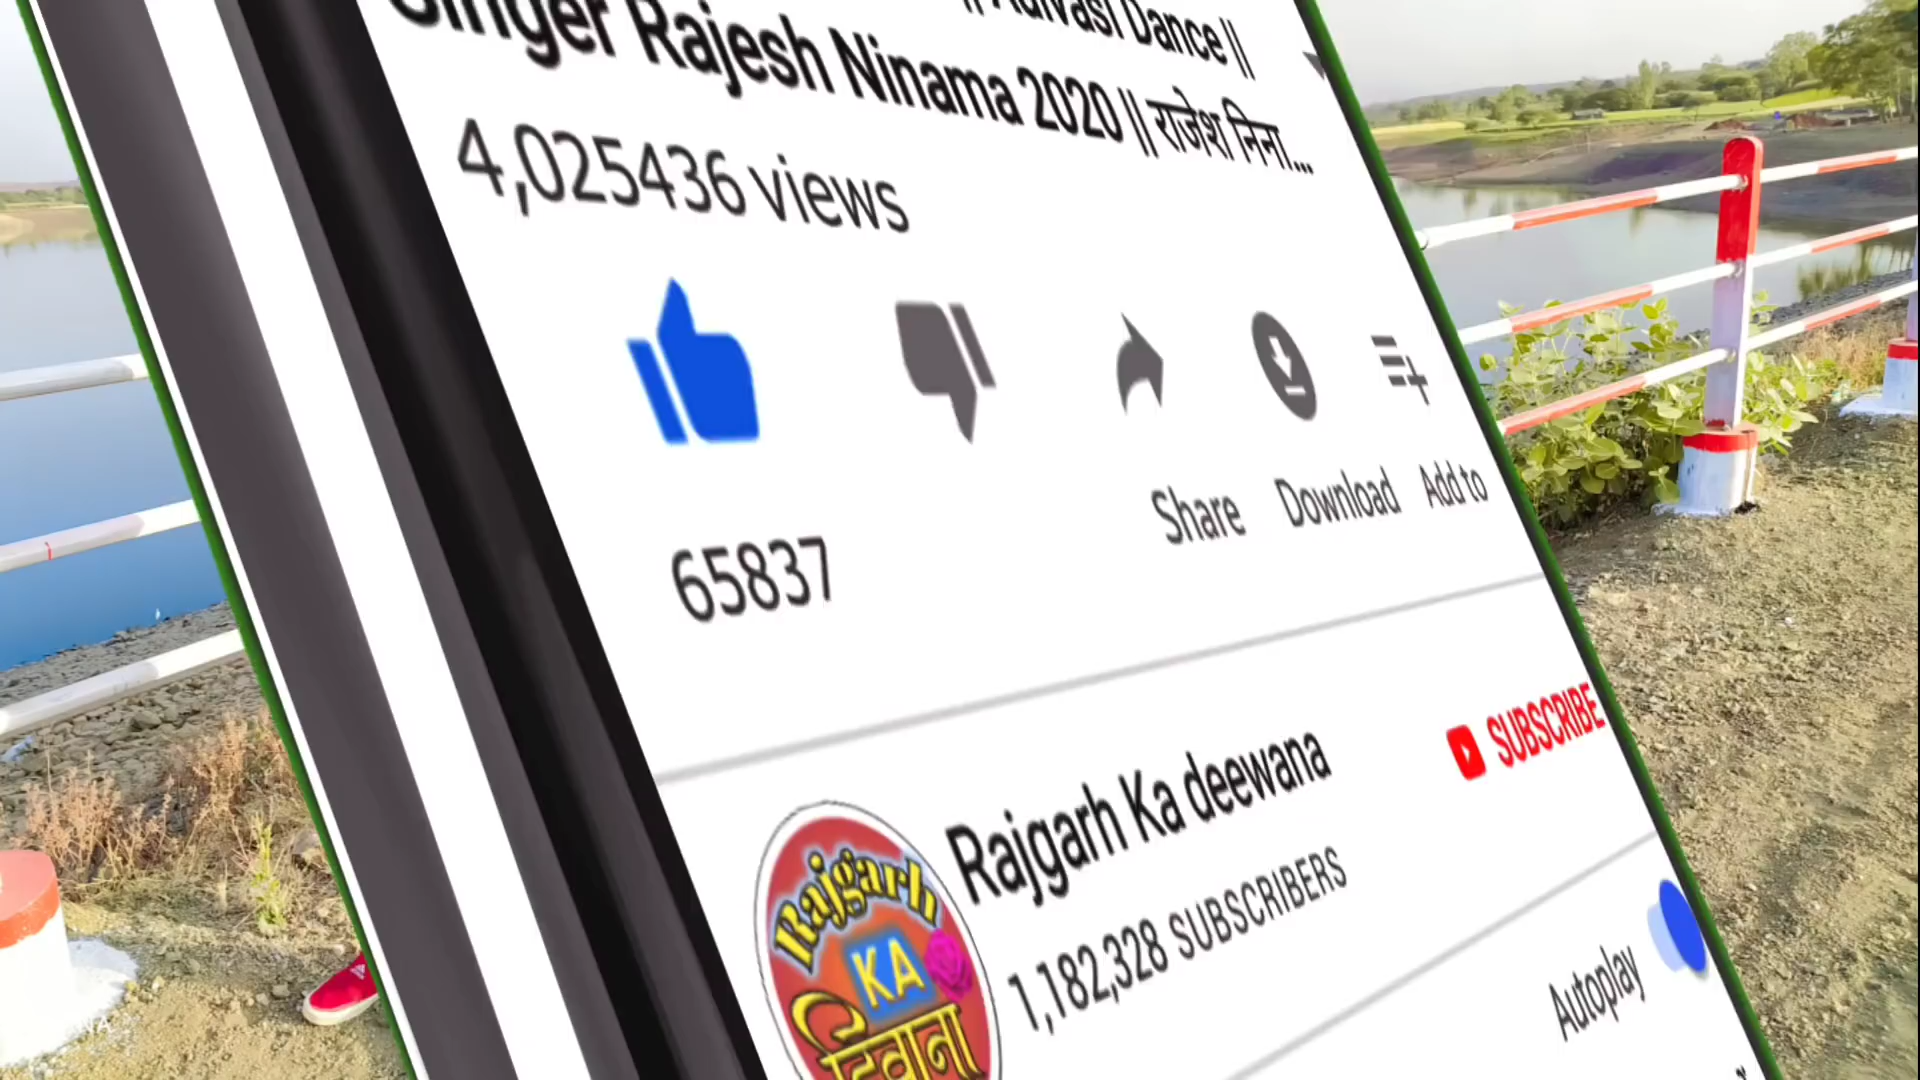 || Adivasi Dance ||
Singer Rajesh Ninama 2020 || राजेश निना...
4,025436 views
Share Download Add to
65837
SUBSCRIBE
Rajgarh Ka deewana
1,182,328 SUBSCRIBERS
Rajgarh
KA
दिवाना
Autoplay